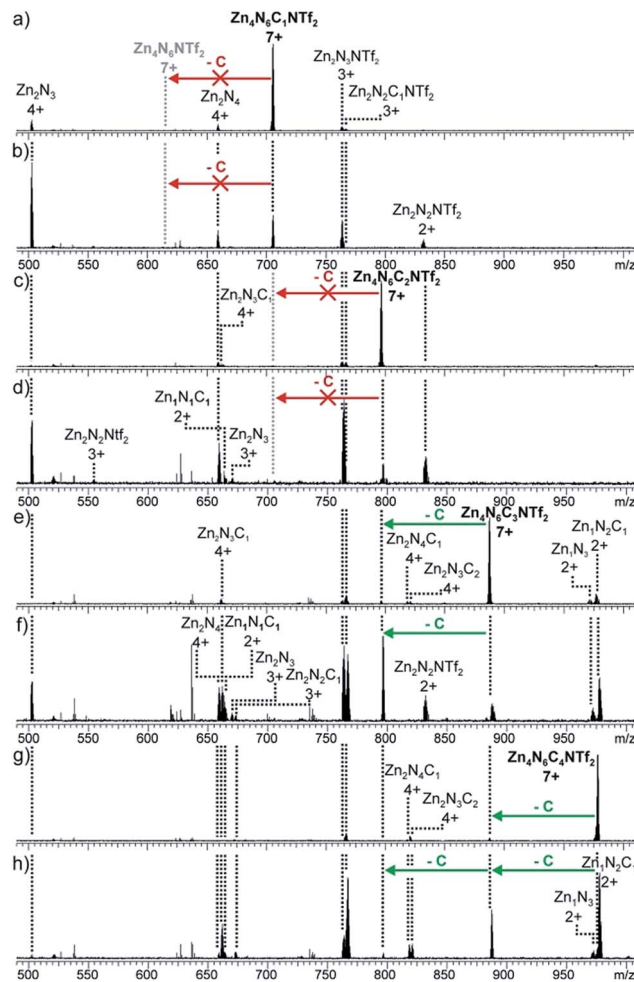 a)
Zn₄N₆C₁NTf₂
7+
Zn₄N₆NTf₂
7+
- C
Zn₂N₃
4+
Zn₂N₄
4+
Zn₂N₃NTf₂
3+
Zn₂N₂C₁NTf₂
3+
b)
- C
Zn₂N₂NTf₂
2+
500 550 600 650 700 750 800 850 900 950 m/z
c)
- C
Zn₄N₆C₂NTf₂
7+
Zn₂N₃C₁
4+
d)
- C
Zn₁N₁C₁
2+
Zn₂N₂Ntf₂
3+
Zn₂N₃
3+
500 550 600 650 700 750 800 850 900 950 m/z
e)
- C
Zn₄N₆C₃NTf₂
7+
Zn₂N₃C₁
4+
Zn₂N₄C₁
4+
Zn₂N₃C₂
4+
Zn₁N₂C₁
2+
Zn₁N₃
2+
f)
- C
Zn₂N₄
4+
Zn₁N₁C₁
2+
Zn₂N₃
3+
Zn₂N₂C₁
3+
Zn₂N₂NTf₂
2+
500 550 600 650 700 750 800 850 900 950 m/z
g)
Zn₄N₆C₄NTf₂
7+
Zn₂N₄C₁
4+
Zn₂N₃C₂
4+
- C
h)
- C
- C
Zn₁N₂C
2+
Zn₁N₃
2+
500 550 600 650 700 750 800 850 900 950 m/z